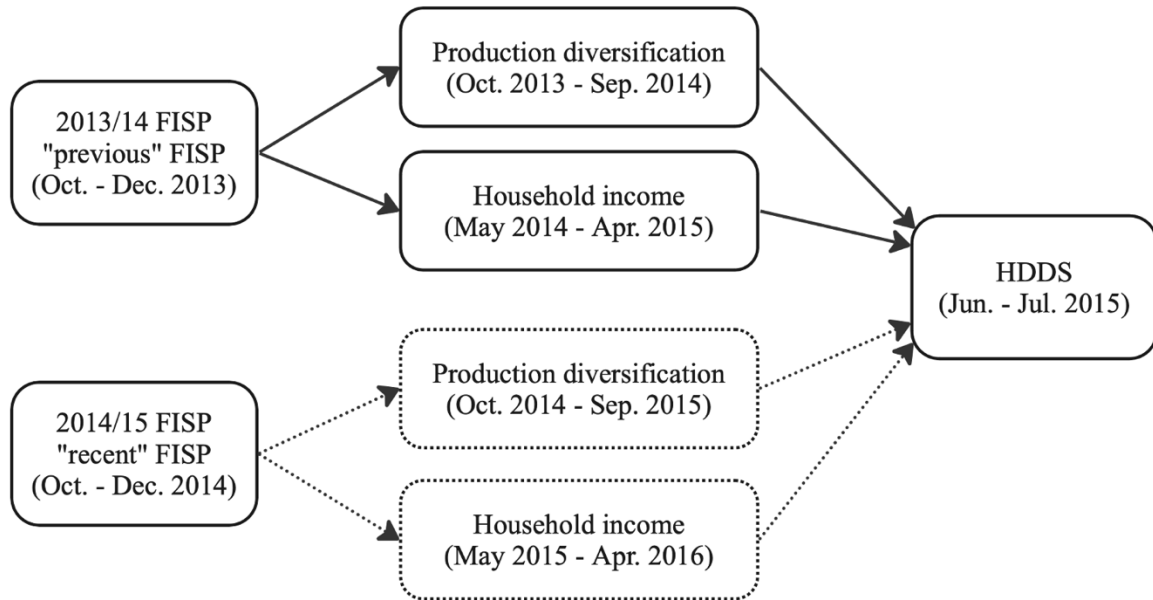 2013/14 FISP
"previous" FISP
(Oct. - Dec. 2013)
Production diversification
(Oct. 2013 - Sep. 2014)
Household income
(May 2014 - Apr. 2015)
2014/15 FISP
"recent" FISP
(Oct. - Dec. 2014)
Production diversification
(Oct. 2014 - Sep. 2015)
Household income
(May 2015 - Apr. 2016)
HDDS
(Jun. - Jul. 2015)